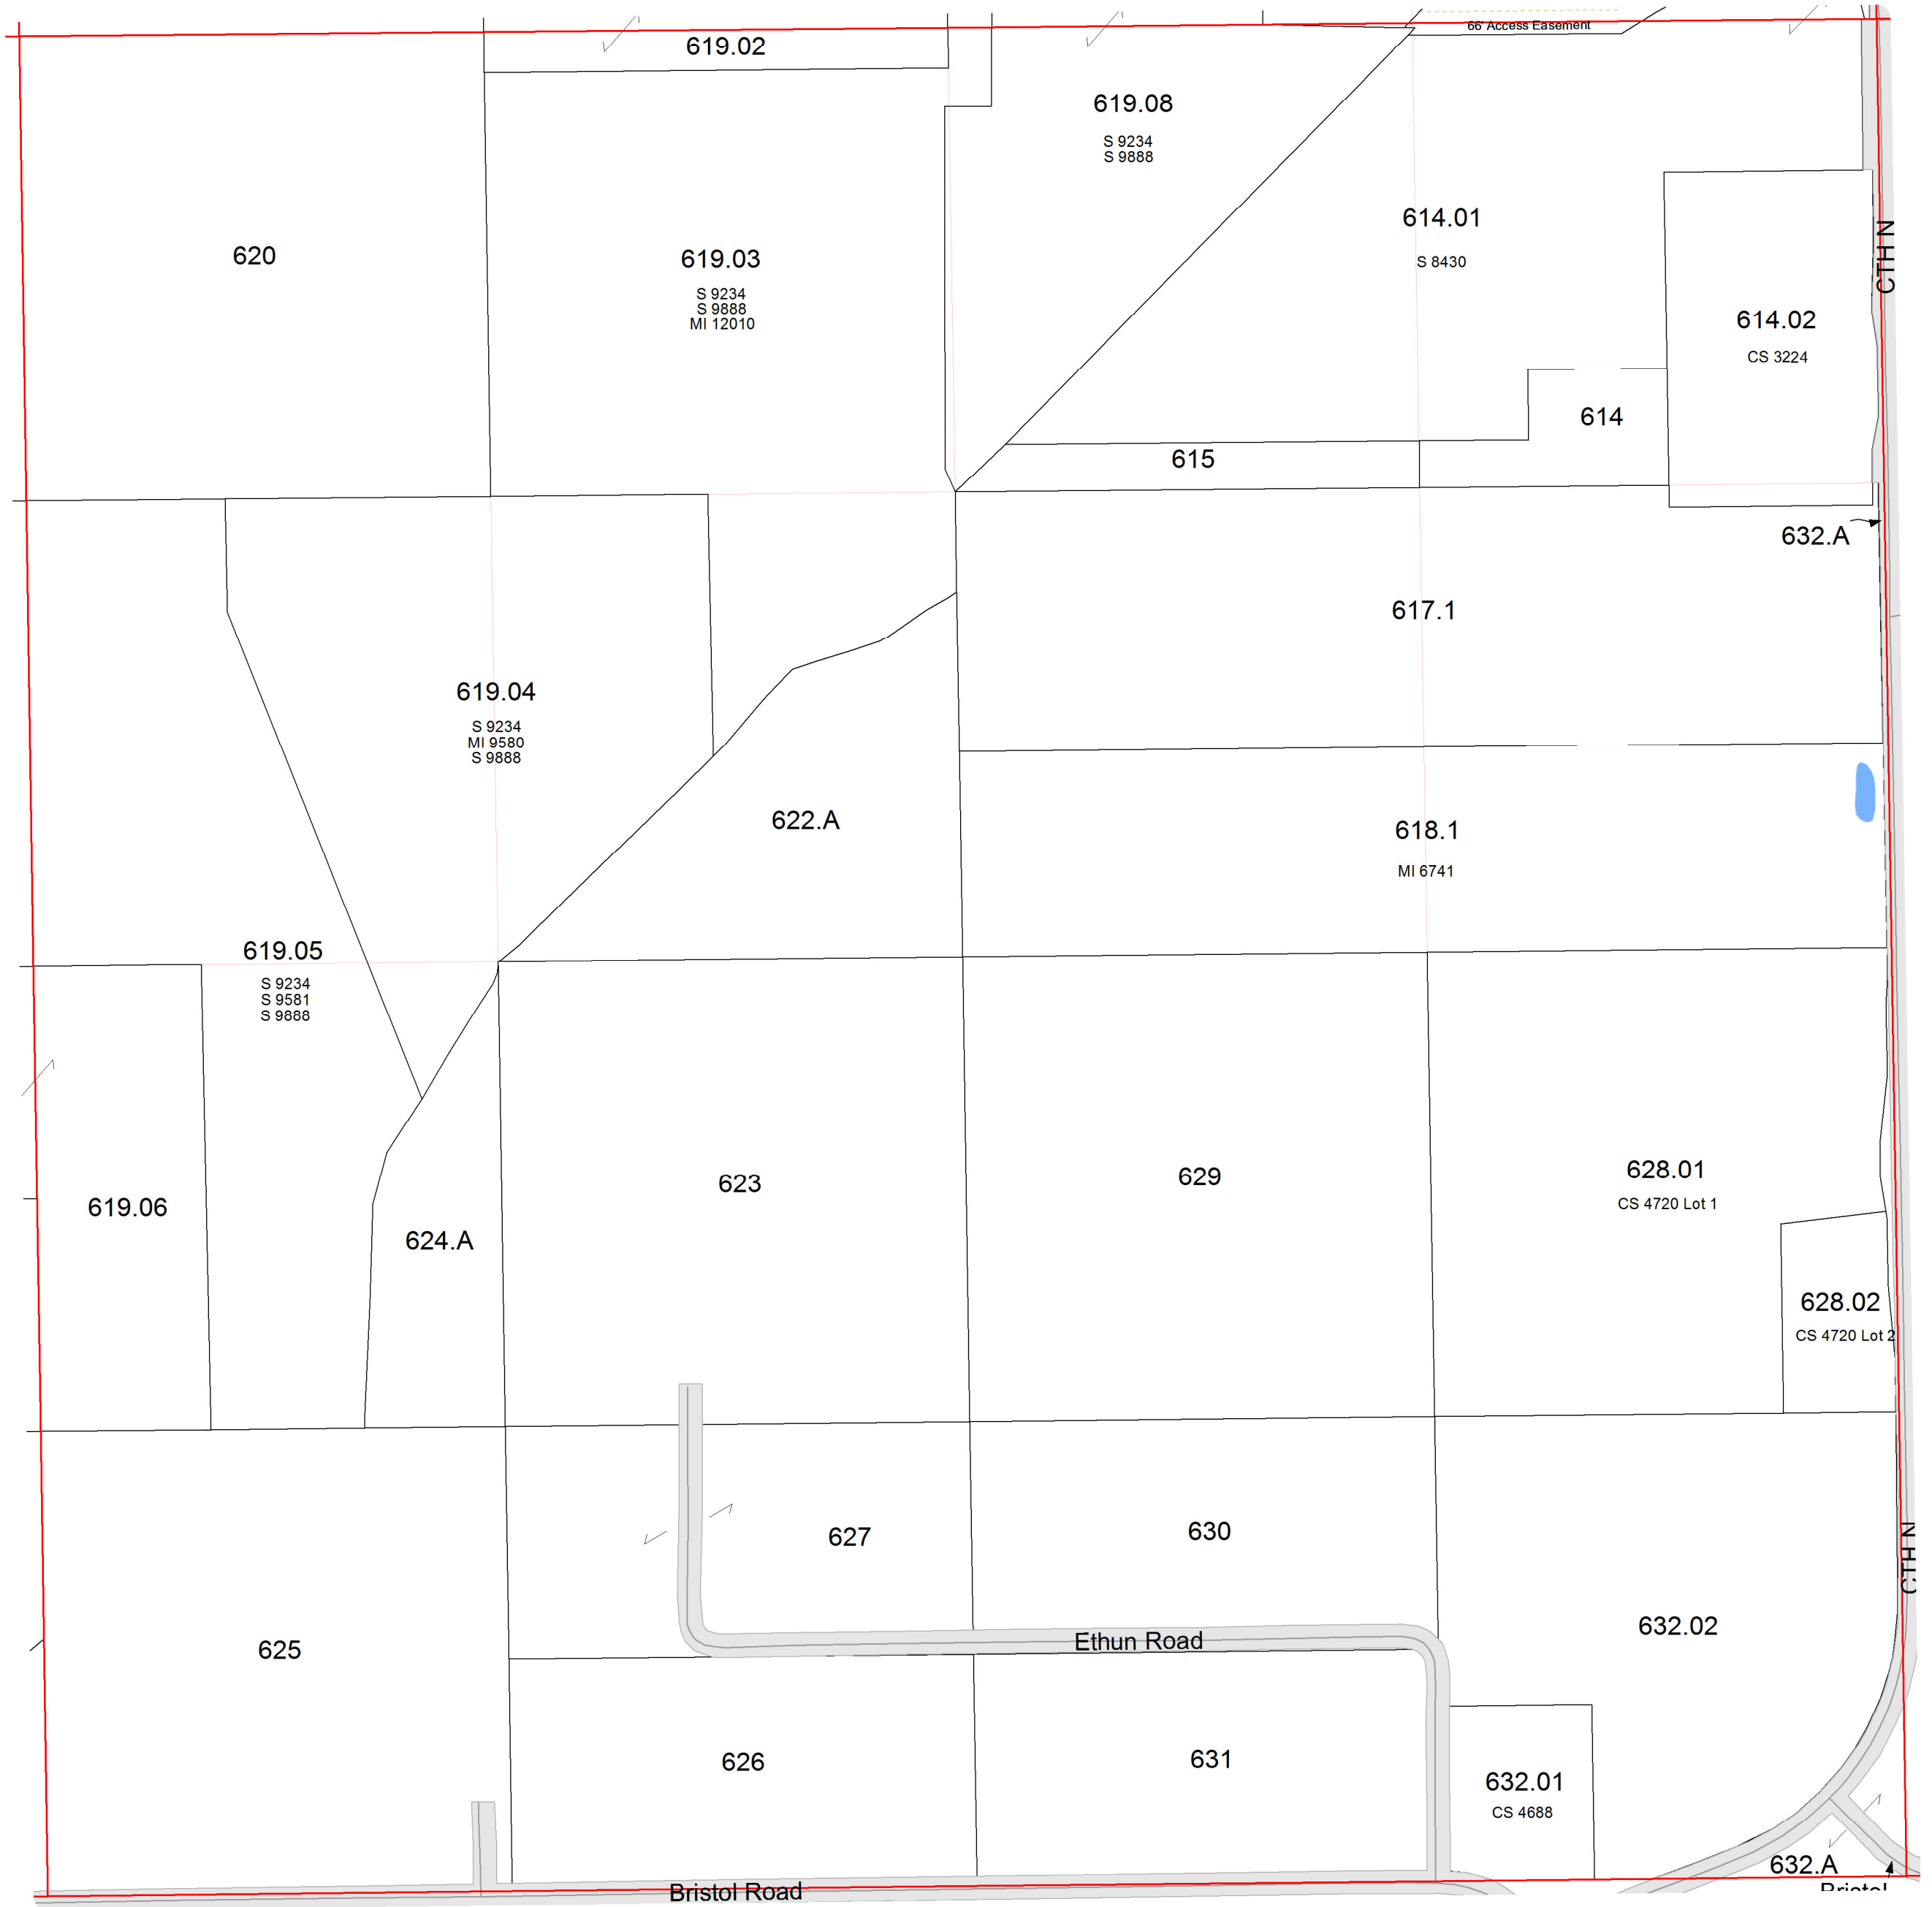 66' Access Easement
619.02
619.08
S 9234
S 9888
614.01
S 8430
CTH N
620
619.03
S 9234
S 9888
MI 12010
614.02
CS 3224
614
615
632.A
617.1
619.04
S 9234
MI 9580
S 9888
622.A
618.1
MI 6741
619.05
S 9234
S 9581
S 9888
619.06
624.A
623
629
628.01
CS 4720 Lot 1
628.02
CS 4720 Lot 2
627
630
CTH N
625
Ethun Road
632.02
626
631
632.01
CS 4688
632.A
Bristol Road
Bristol